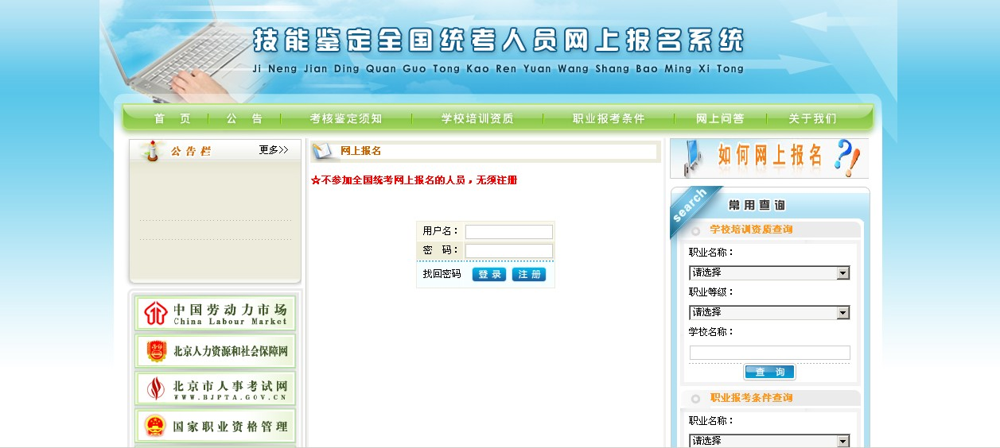 技能鉴定全国统考人员网上报名系统
Ji Neng Jian Ding Quan Guo Tong Kao Ren Yuan Wang Shang Bao Ming Xi Tong
首 页 公 告 考核鉴定须知 学校培训资质 职业报考条件 网上问答 关于我们
公告栏 更多>>
中国劳动力市场
China Labour Market
北京人力资源和社会保障网
北京市人事考试网
WWW.BJPTA.GOV.CN
国家职业资格管理
网上报名
☆不参加全国统考网上报名的人员，无须注册
用户名：
密 码：
找回密码 登录 注册
如何网上报名
search
常用查询
学校培训资质查询
职业名称：
请选择
职业等级：
请选择
学校名称：
查 询
职业报考条件查询
职业名称：
请选择